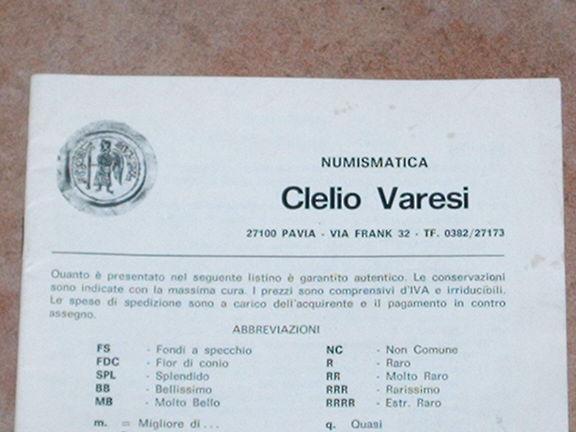 NUMISMATICA
Clelio Varesi
27100 PAVIA - VIA FRANK 32 - TF. 0382/27173
Quanto è presentato nel seguente listino è garantito autentico. Le conservazioni
sono indicate con la massima cura. I prezzi sono comprensivi d'IVA e irriducibili.
Le spese di spedizione sono a carico dell'acquirente e il pagamento in contro
assegno.
ABBREVIAZIONI
FS - Fondi a specchio NC - Non Comune
FDC - Fior di conio R - Raro
SPL - Splendido RR - Molto Raro
BB - Bellissimo RRR - Rarissimo
MB - Molto Bello RRRR - Estr. Raro
m. = Migliore di... q. Quasi